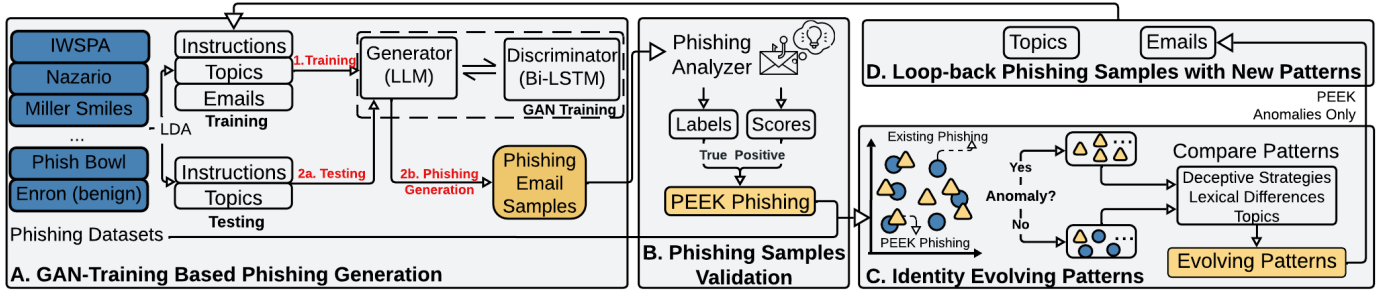 IWSPA
Nazario
Miller Smiles
...
Phish Bowl
Enron (benign)
LDA
Instructions
Topics
Emails
Training
Instructions
Topics
Testing
1.Training
Generator
(LLM)
Discriminator
(Bi-LSTM)
GAN Training
2a. Testing
2b. Phishing
Generation
Phishing
Email
Samples
Phishing Datasets
A. GAN-Training Based Phishing Generation
Phishing
Analyzer
Labels
Scores
True Positive
PEEK Phishing
B. Phishing Samples
Validation
Topics
Emails
D. Loop-back Phishing Samples with New Patterns
PEEK
Anomalies Only
Existing Phishing
PEEK Phishing
Yes
Anomaly?
No
...
...
Compare Patterns
Deceptive Strategies
Lexical Differences
Topics
Evolving Patterns
C. Identity Evolving Patterns